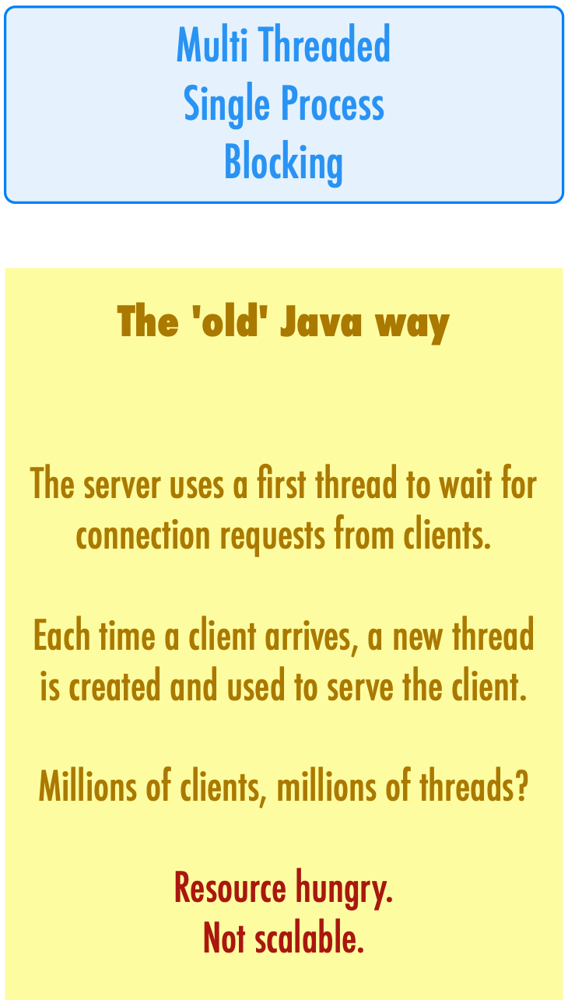 Multi Threaded
Single Process
Blocking
The 'old' Java way
The server uses a first thread to wait for
connection requests from clients.
Each time a client arrives, a new thread
is created and used to serve the client.
Millions of clients, millions of threads?
Resource hungry.
Not scalable.